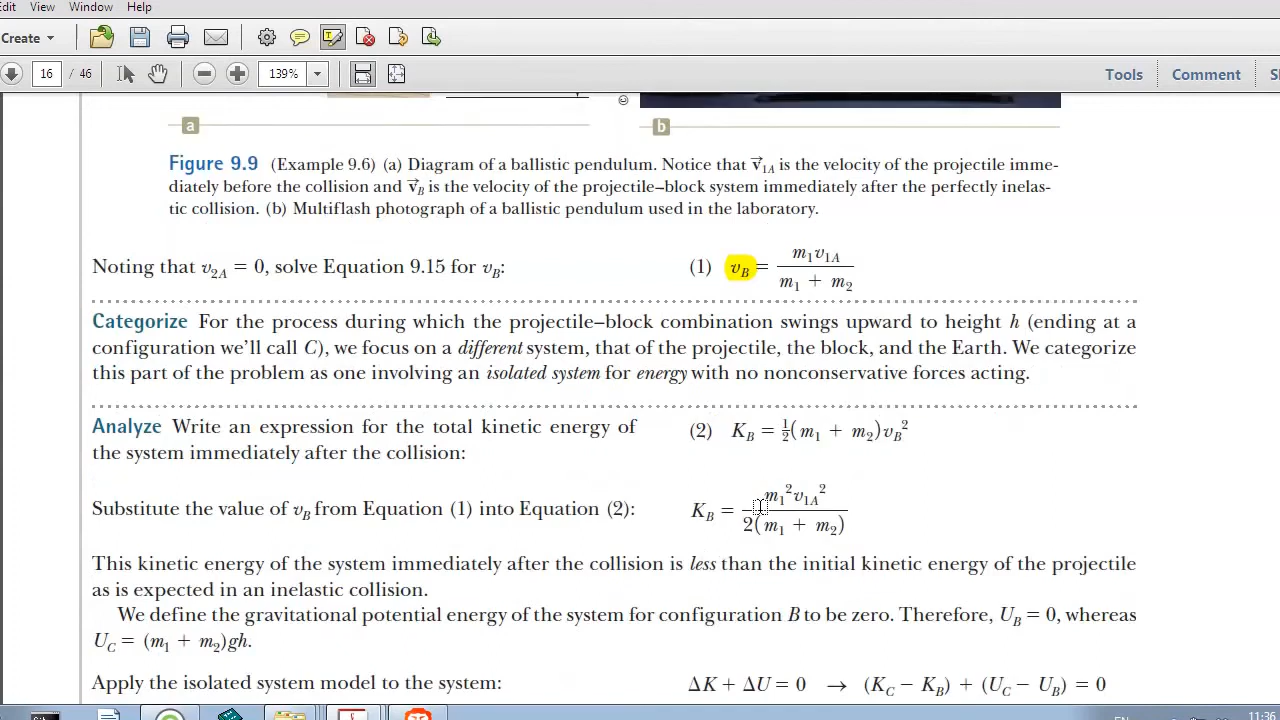 dit View Window Help
Create
16 / 46 139% Tools Comment
a b
Figure 9.9 (Example 9.6) (a) Diagram of a ballistic pendulum. Notice that v⃗1A is the velocity of the projectile imme-
diately before the collision and v⃗B is the velocity of the projectile–block system immediately after the perfectly inelas-
tic collision. (b) Multiflash photograph of a ballistic pendulum used in the laboratory.
Noting that v2A = 0, solve Equation 9.15 for vB: (1) vB = m1v1A / (m1 + m2)
Categorize For the process during which the projectile–block combination swings upward to height h (ending at a
configuration we'll call C), we focus on a different system, that of the projectile, the block, and the Earth. We categorize
this part of the problem as one involving an isolated system for energy with no nonconservative forces acting.
Analyze Write an expression for the total kinetic energy of (2) KB = ½(m1 + m2)vB²
the system immediately after the collision:
Substitute the value of vB from Equation (1) into Equation (2): KB = m1²v1A² / 2(m1 + m2)
This kinetic energy of the system immediately after the collision is less than the initial kinetic energy of the projectile
as is expected in an inelastic collision.
We define the gravitational potential energy of the system for configuration B to be zero. Therefore, UB = 0, whereas
UC = (m1 + m2)gh.
Apply the isolated system model to the system: ΔK + ΔU = 0 → (KC − KB) + (UC − UB) = 0
11:36